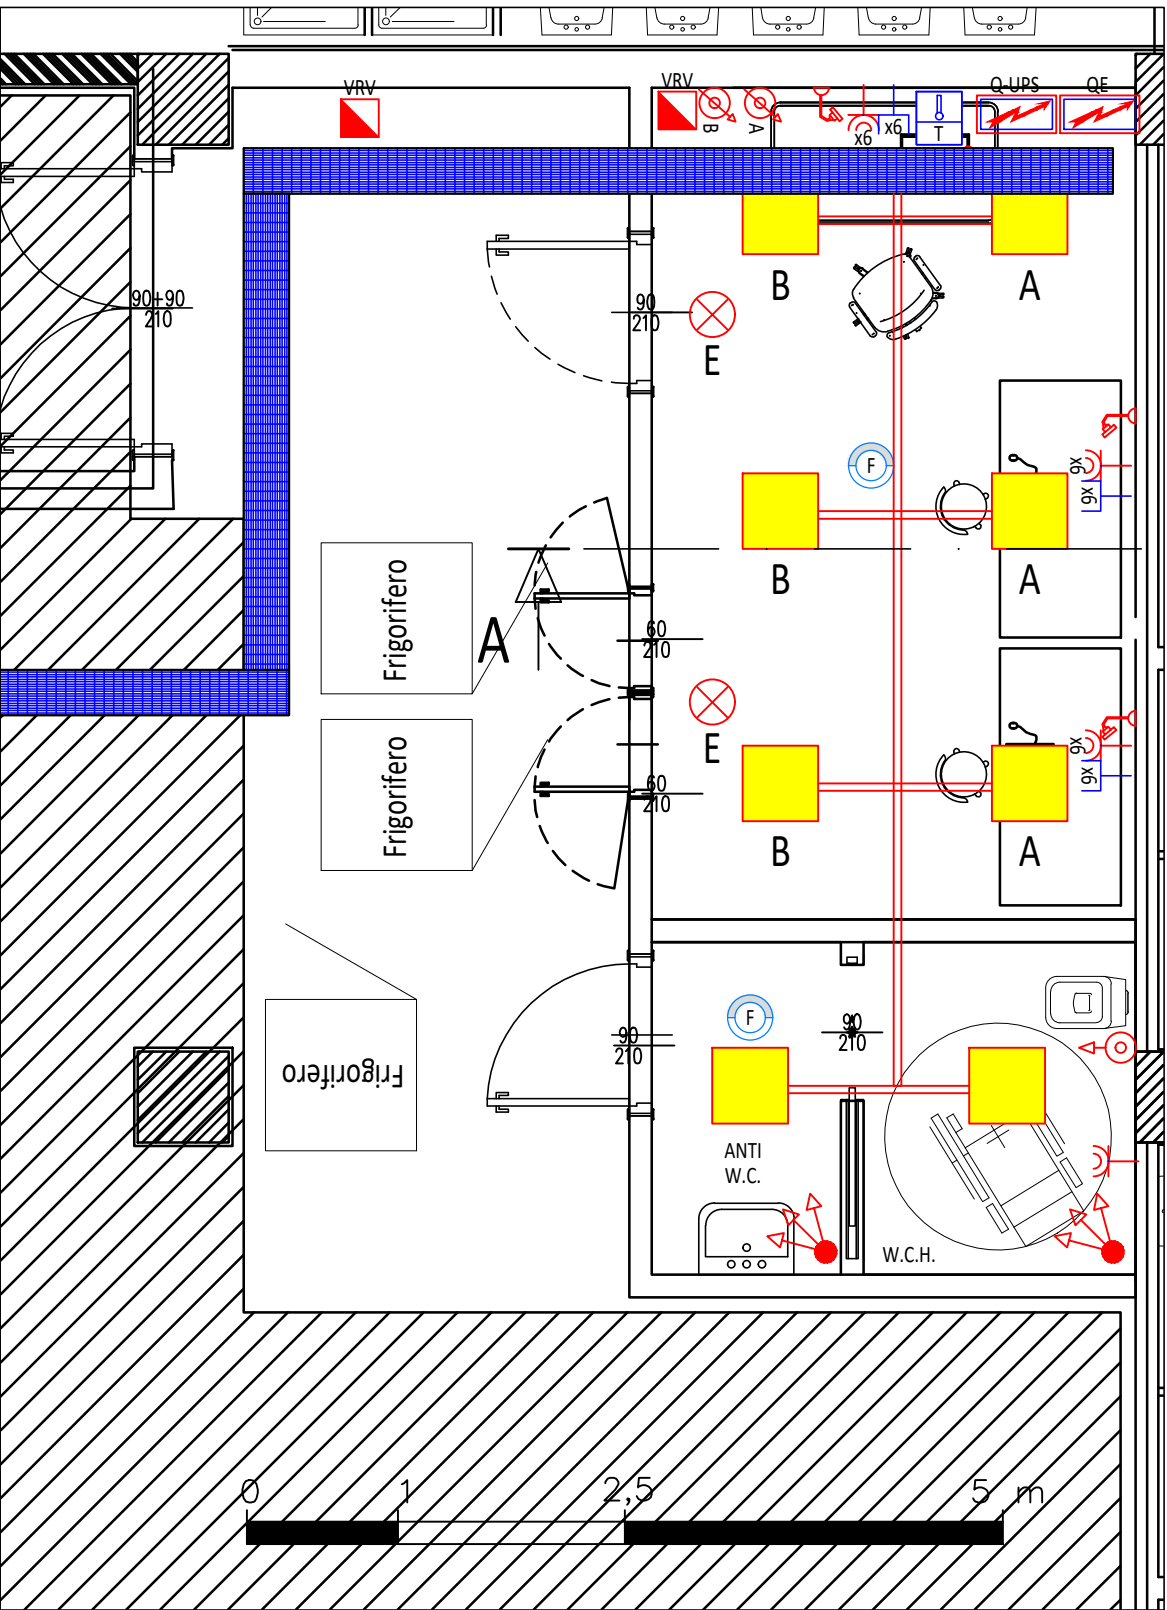 VRV
VRV
Q-UPS
QE
B
A
x6
x6
T
90+90
210
90
210
B
A
E
F
x6
x6
Frigorifero
A
B
A
60
210
E
x6
x6
Frigorifero
60
210
B
A
F
90
210
90
210
Frigorifero
ANTI
W.C.
W.C.H.
0 1 2,5 5 m